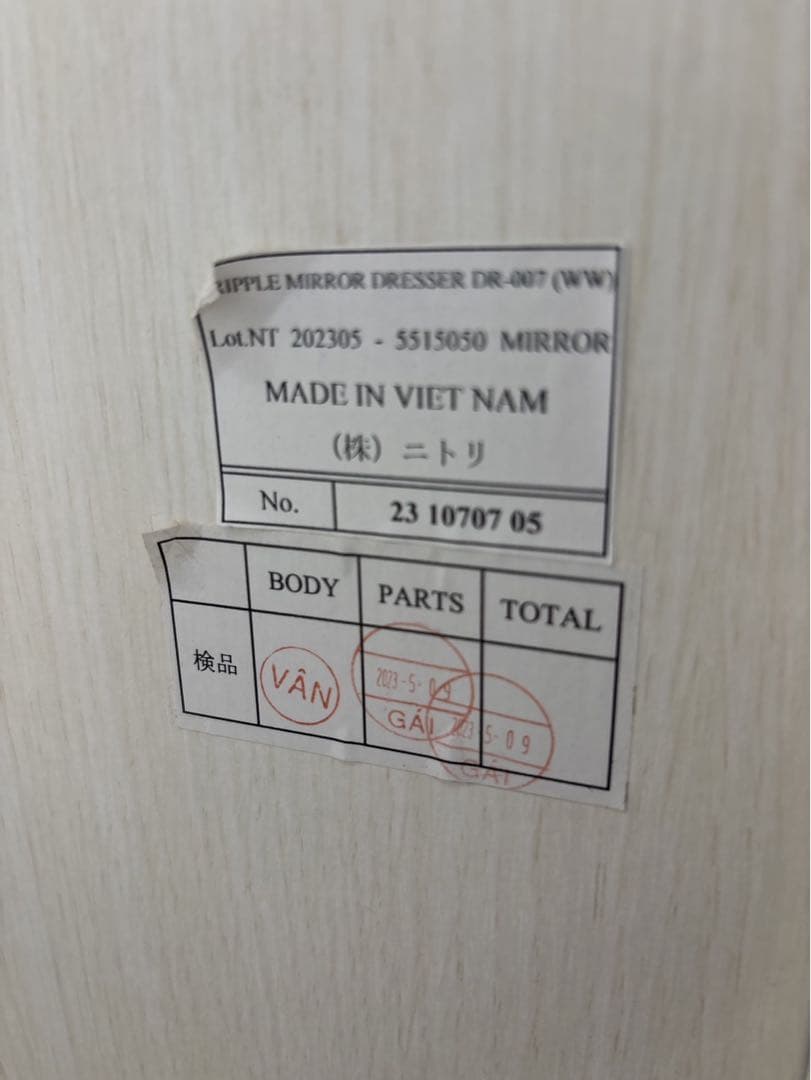 RIPPLE MIRROR DRESSER DR-007 (WW)
Lot.NT 202305 - 5515050 MIRROR
MADE IN VIET NAM
(株) ニトリ
No. 23 10707 05
BODY PARTS TOTAL
検品
VÂN
2023-5-09
GÁI
2023-5-09
GÁI